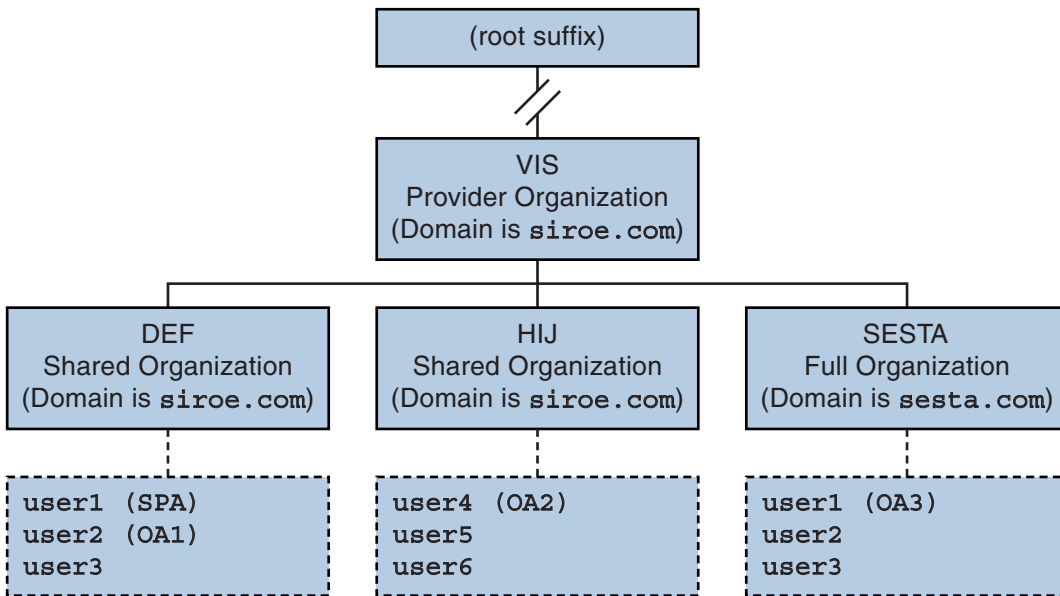 (root suffix)
VIS
Provider Organization
(Domain is siroe.com)
DEF
Shared Organization
(Domain is siroe.com)
HIJ
Shared Organization
(Domain is siroe.com)
SESTA
Full Organization
(Domain is sesta.com)
user1 (SPA)
user2 (OA1)
user3
user4 (OA2)
user5
user6
user1 (OA3)
user2
user3